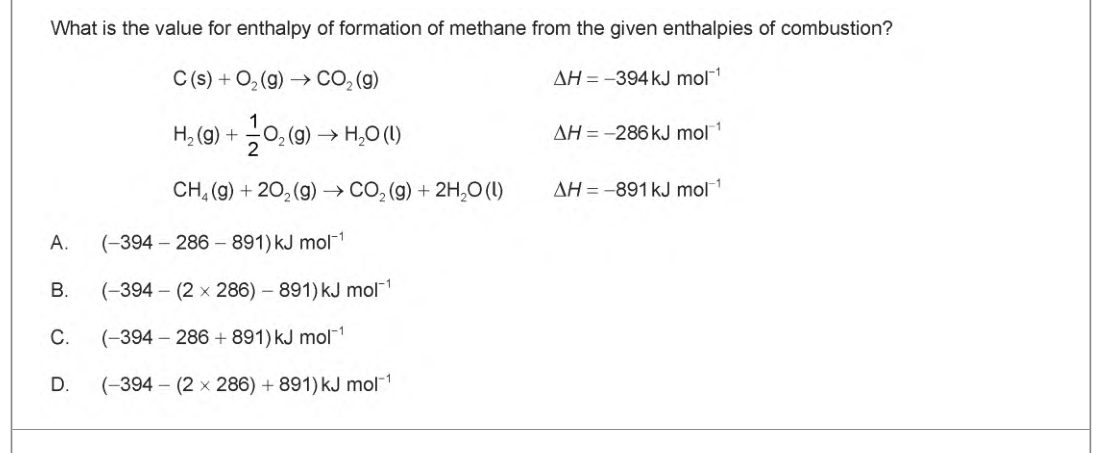 What is the value for enthalpy of formation of methane from the given enthalpies of combustion?
C (s) + O₂ (g) → CO₂ (g) ΔH = –394 kJ mol⁻¹
H₂ (g) + 1/2 O₂ (g) → H₂O (l) ΔH = –286 kJ mol⁻¹
CH₄ (g) + 2O₂ (g) → CO₂ (g) + 2H₂O (l) ΔH = –891 kJ mol⁻¹
A. (–394 – 286 – 891) kJ mol⁻¹
B. (–394 – (2 × 286) – 891) kJ mol⁻¹
C. (–394 – 286 + 891) kJ mol⁻¹
D. (–394 – (2 × 286) + 891) kJ mol⁻¹